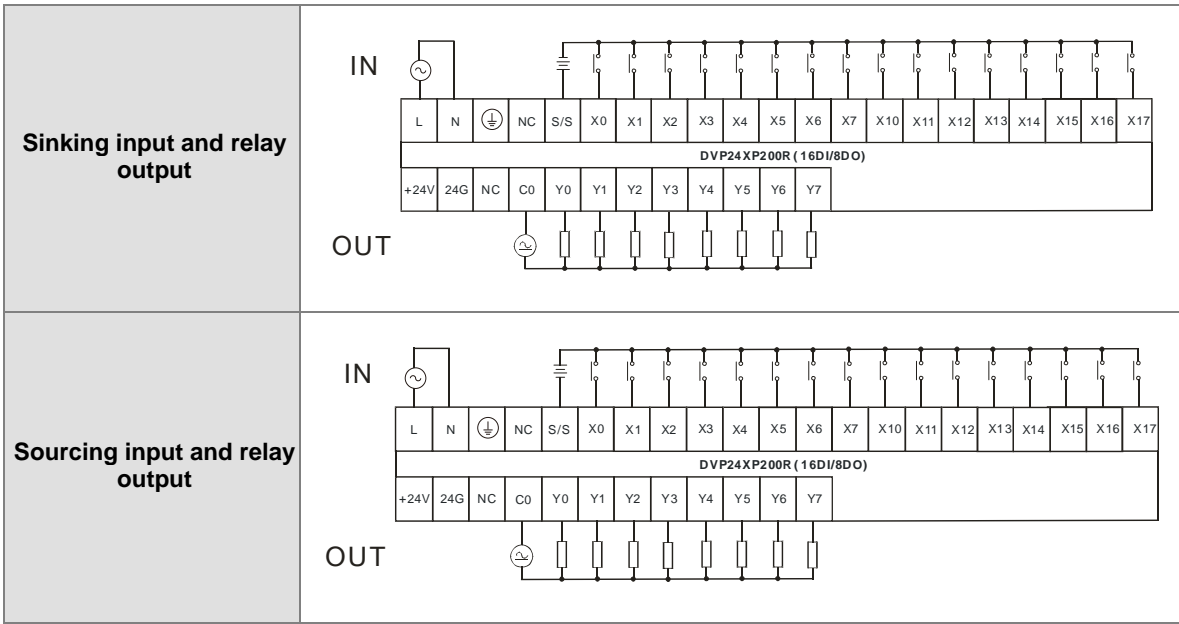 Sinking input and relay
output
IN
L N NC S/S X0 X1 X2 X3 X4 X5 X6 X7 X10 X11 X12 X13 X14 X15 X16 X17
DVP24XP200R (16DI/8DO)
+24V 24G NC C0 Y0 Y1 Y2 Y3 Y4 Y5 Y6 Y7
OUT
Sourcing input and relay
output
IN
L N NC S/S X0 X1 X2 X3 X4 X5 X6 X7 X10 X11 X12 X13 X14 X15 X16 X17
DVP24XP200R (16DI/8DO)
+24V 24G NC C0 Y0 Y1 Y2 Y3 Y4 Y5 Y6 Y7
OUT